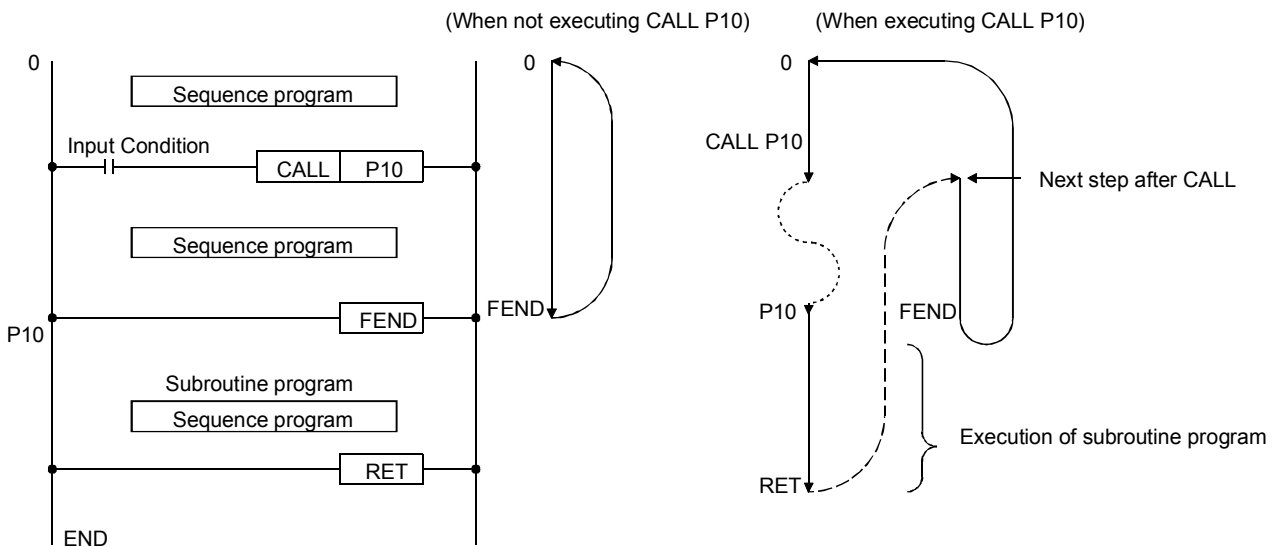 (When not executing CALL P10)
(When executing CALL P10)
0
Sequence program
Input Condition
CALL P10
Sequence program
FEND
P10
Subroutine program
Sequence program
RET
END
0
FEND
0
CALL P10
Next step after CALL
P10
FEND
Execution of subroutine program
RET